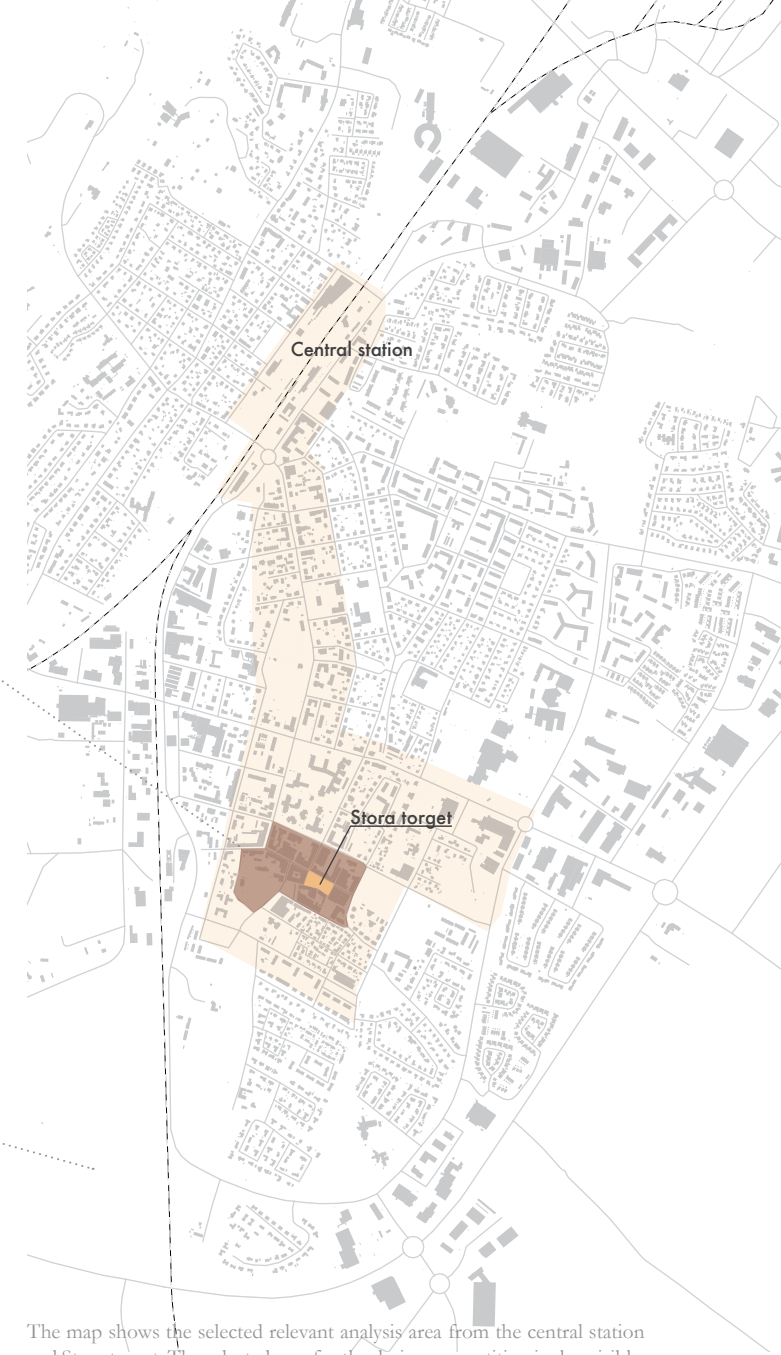 Central station
Stora torget
The map shows the selected relevant analysis area from the central station